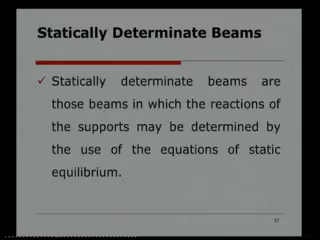 Statically Determinate Beams
✓ Statically determinate beams are
those beams in which the reactions of
the supports may be determined by
the use of the equations of static
equilibrium.